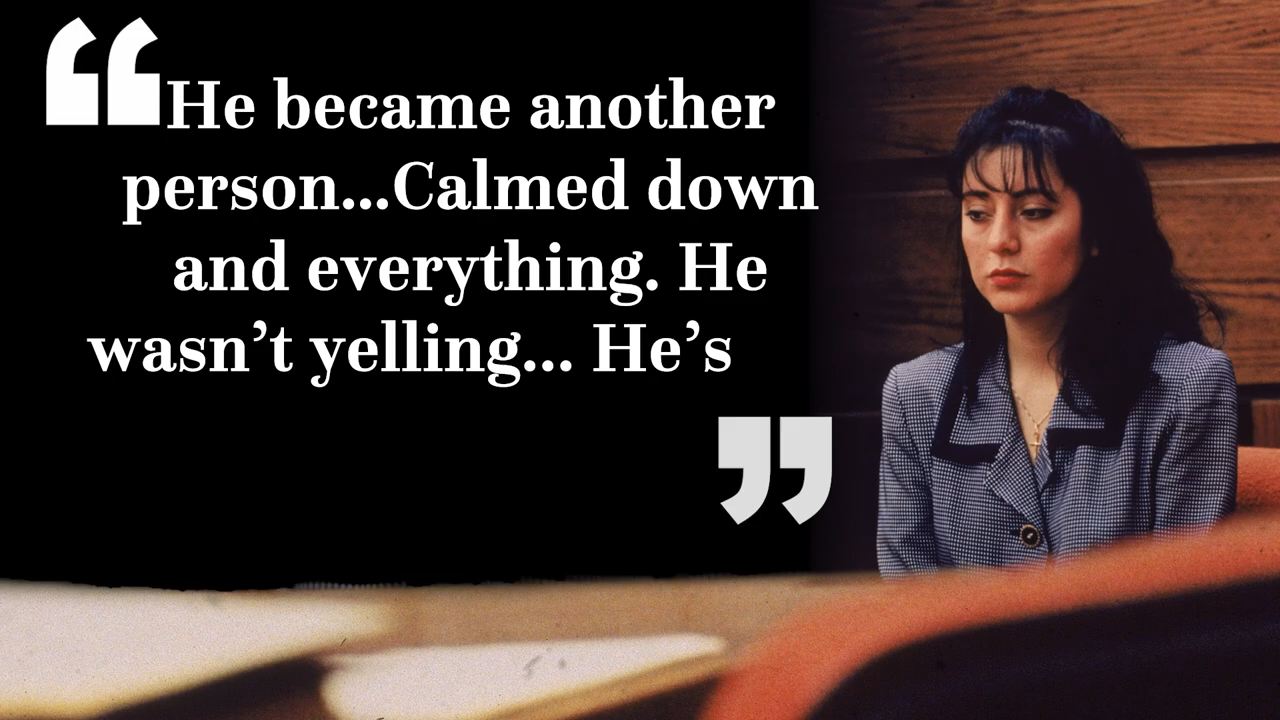 “He became another
person...Calmed down
and everything. He
wasn’t yelling... He’s
”